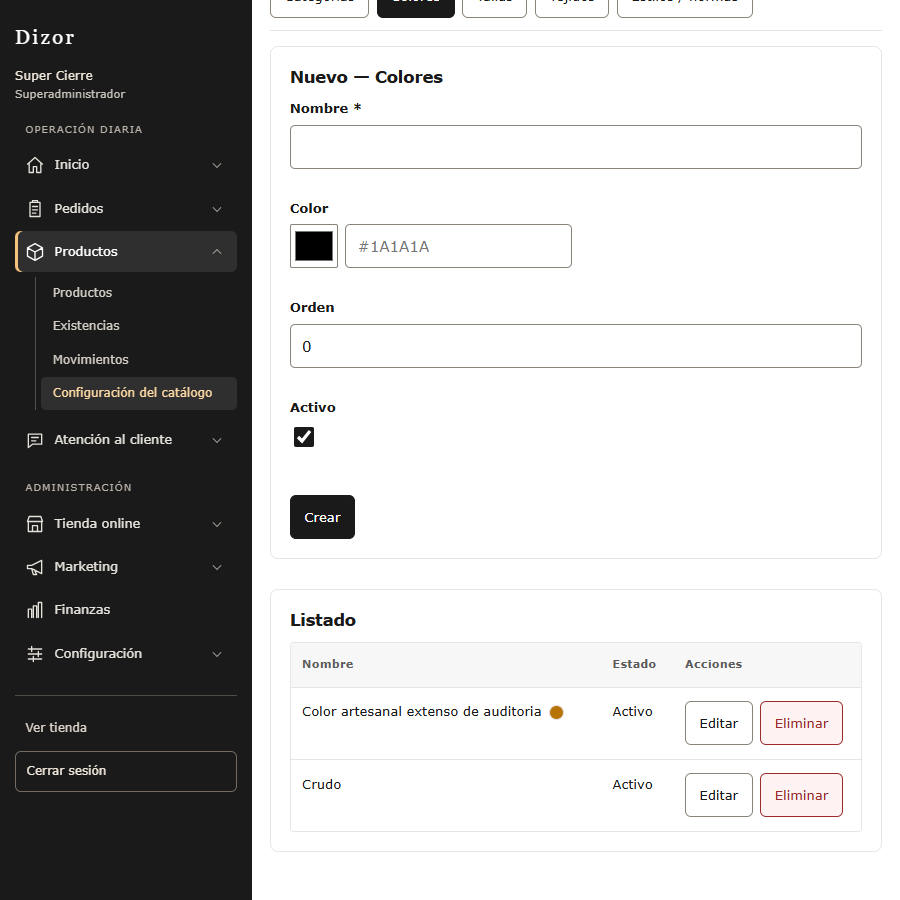 Dizor
Super Cierre
Superadministrador
OPERACIÓN DIARIA
Inicio
Pedidos
Productos
Productos
Existencias
Movimientos
Configuración del catálogo
Atención al cliente
ADMINISTRACIÓN
Tienda online
Marketing
Finanzas
Configuración
Ver tienda
Cerrar sesión
Nuevo — Colores
Nombre *
Color
#1A1A1A
Orden
0
Activo
Crear
Listado
Nombre Estado Acciones
Color artesanal extenso de auditoria Activo Editar Eliminar
Crudo Activo Editar Eliminar